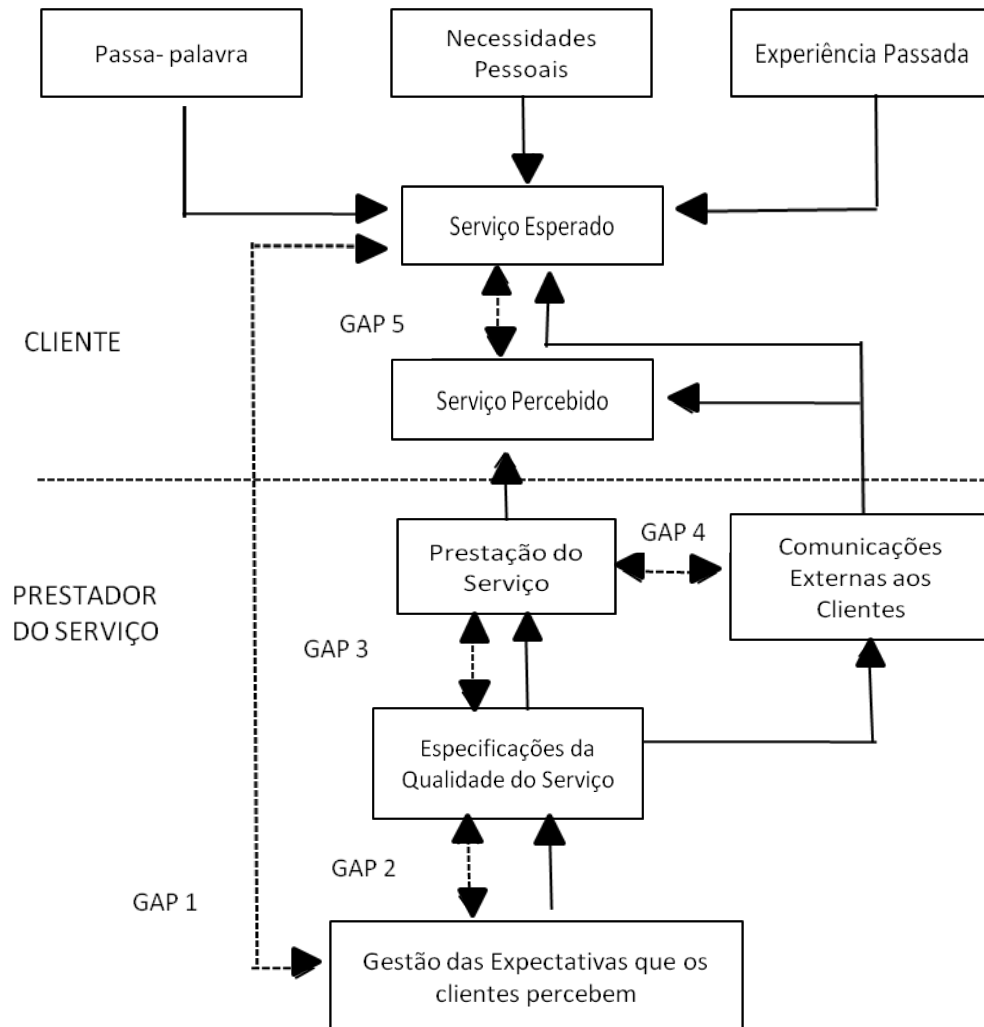 Passa- palavra
Necessidades
Pessoais
Experiência Passada
Serviço Esperado
GAP 5
CLIENTE
Serviço Percebido
GAP 4
Prestação do
Serviço
Comunicações
Externas aos
Clientes
PRESTADOR
DO SERVIÇO
GAP 3
Especificações da
Qualidade do Serviço
GAP 2
GAP 1
Gestão das Expectativas que os
clientes percebem